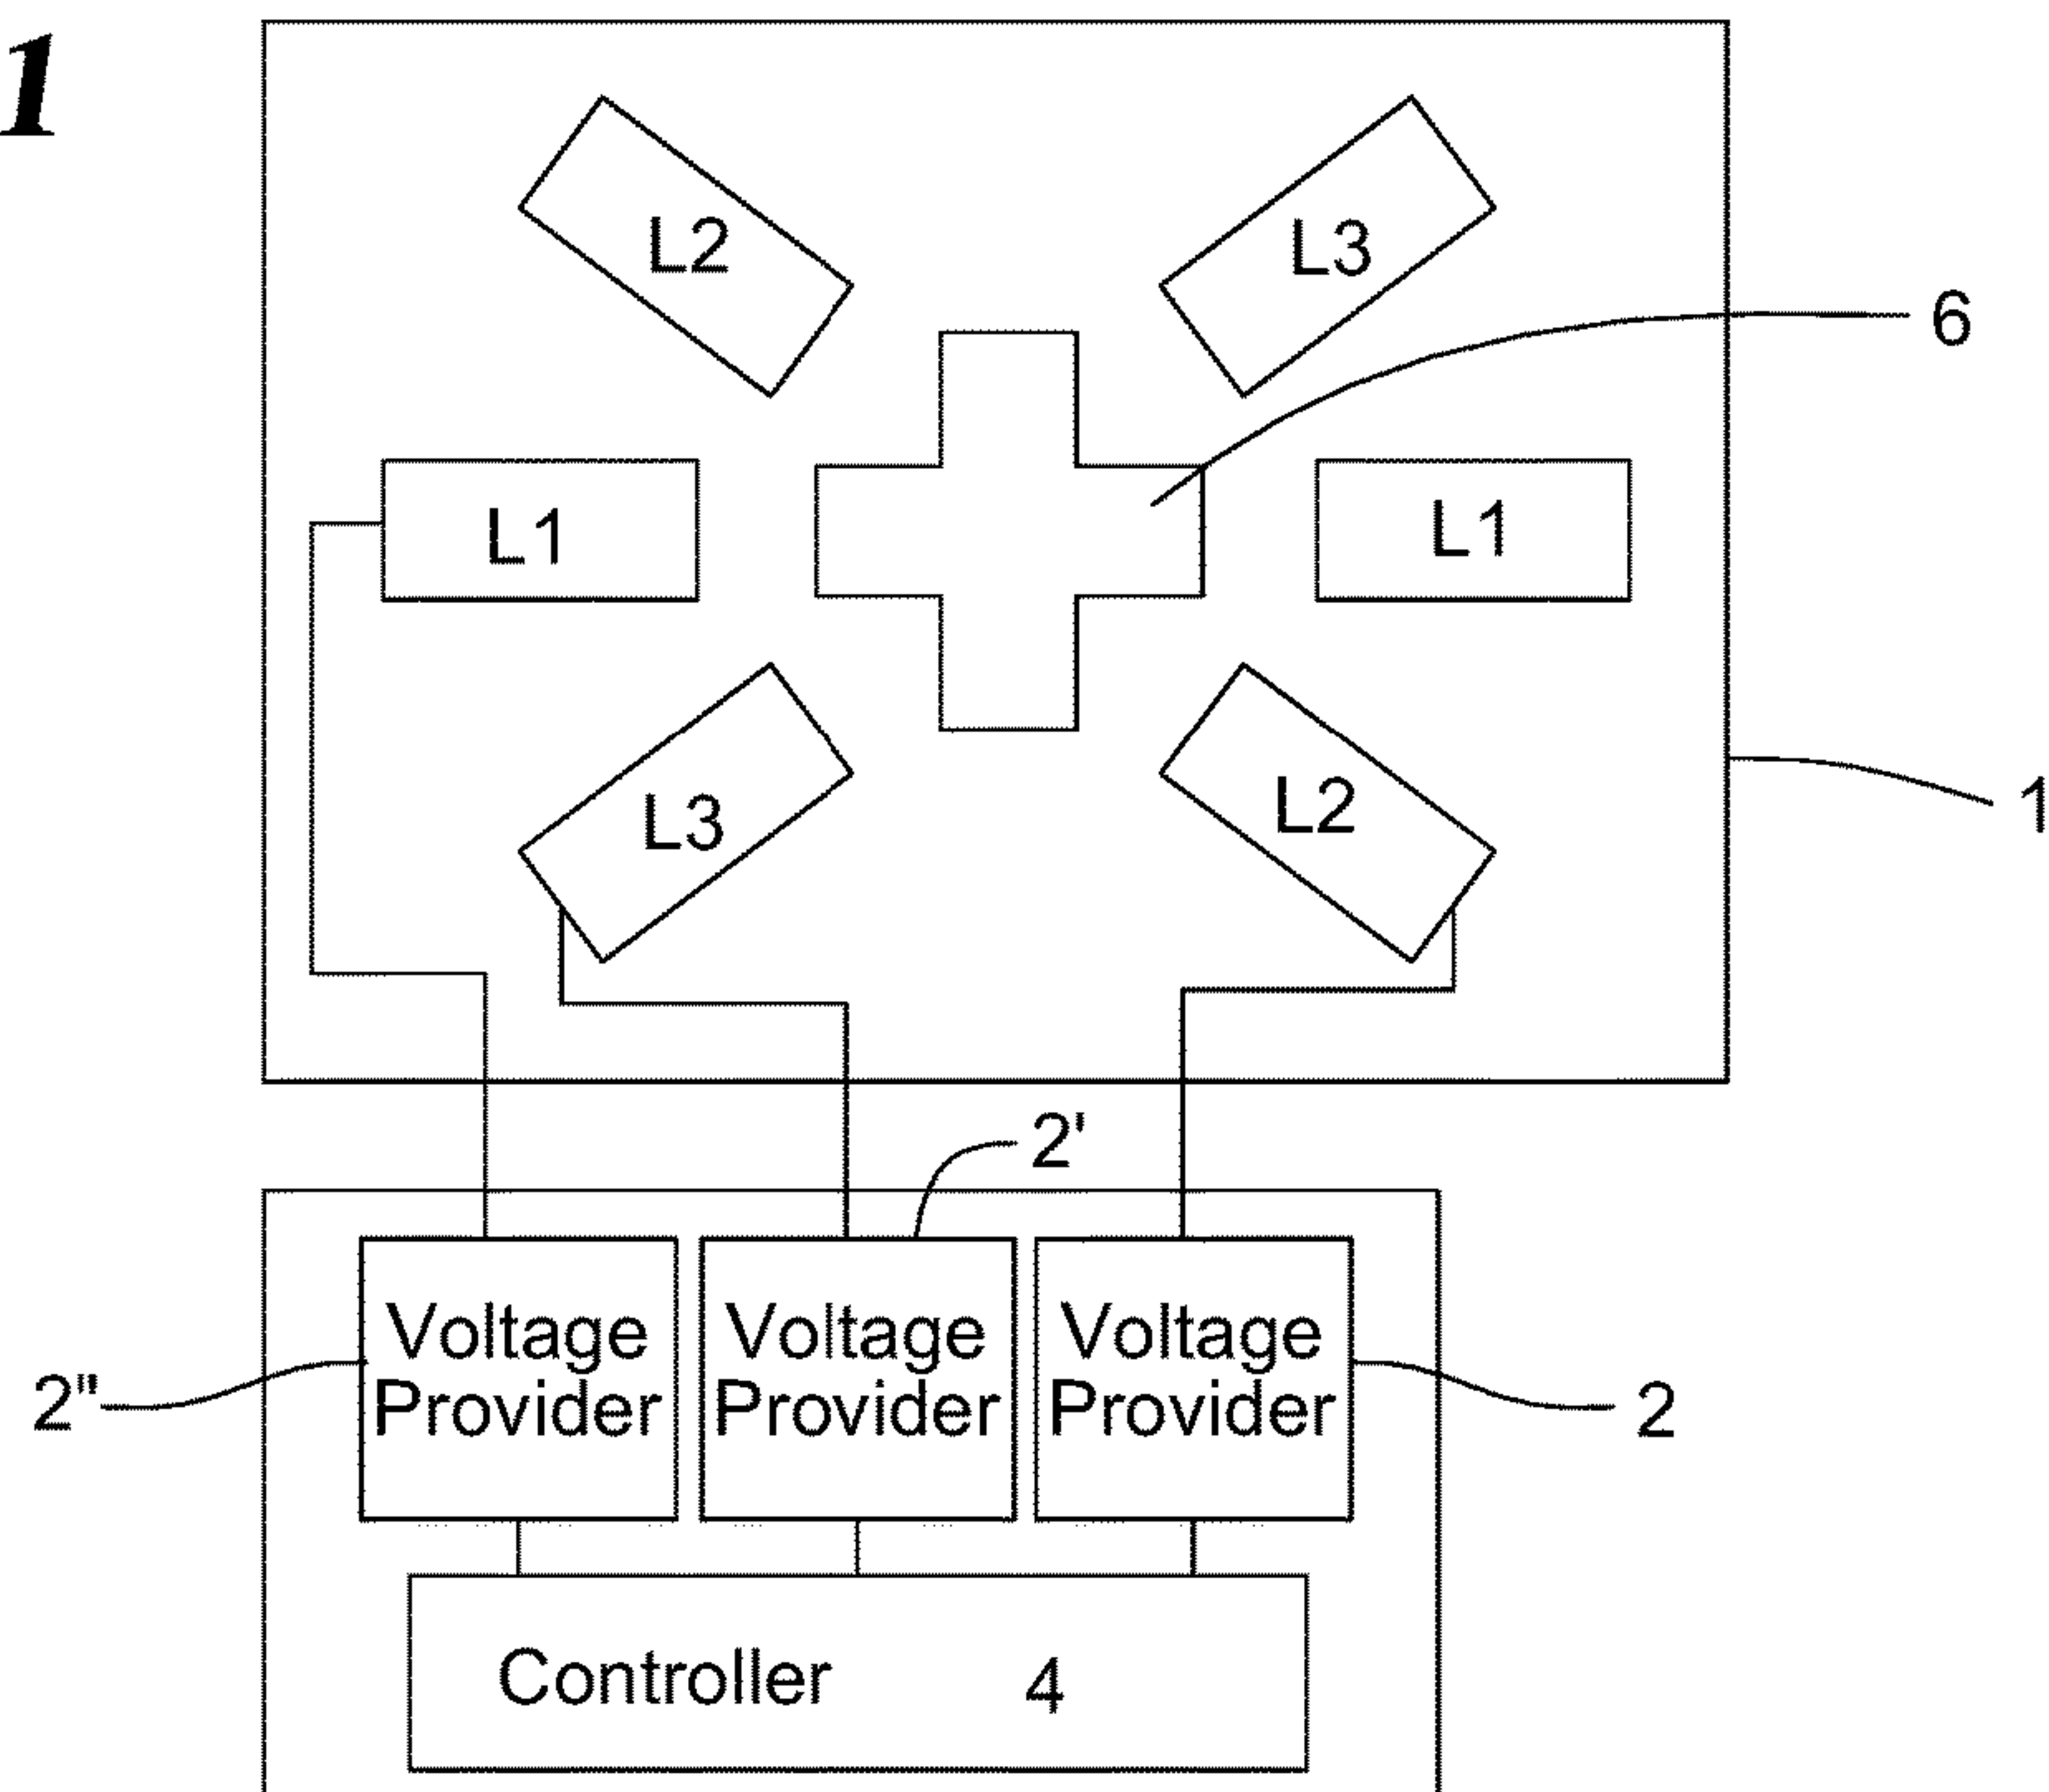 1
L2
L3
6
L1
L1
L3
L2
1
2'
Voltage
Provider
Voltage
Provider
Voltage
Provider
2"
2
Controller 4